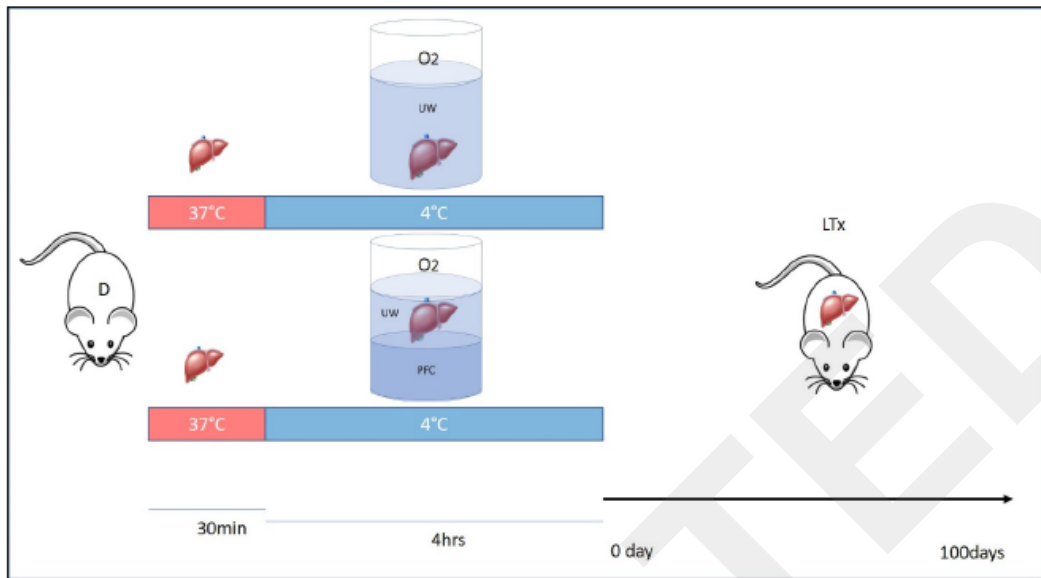 O2
UW
37°C 4°C
LTx
D
O2
UW
PFC
37°C 4°C
30min
4hrs
0 day 100days
TED